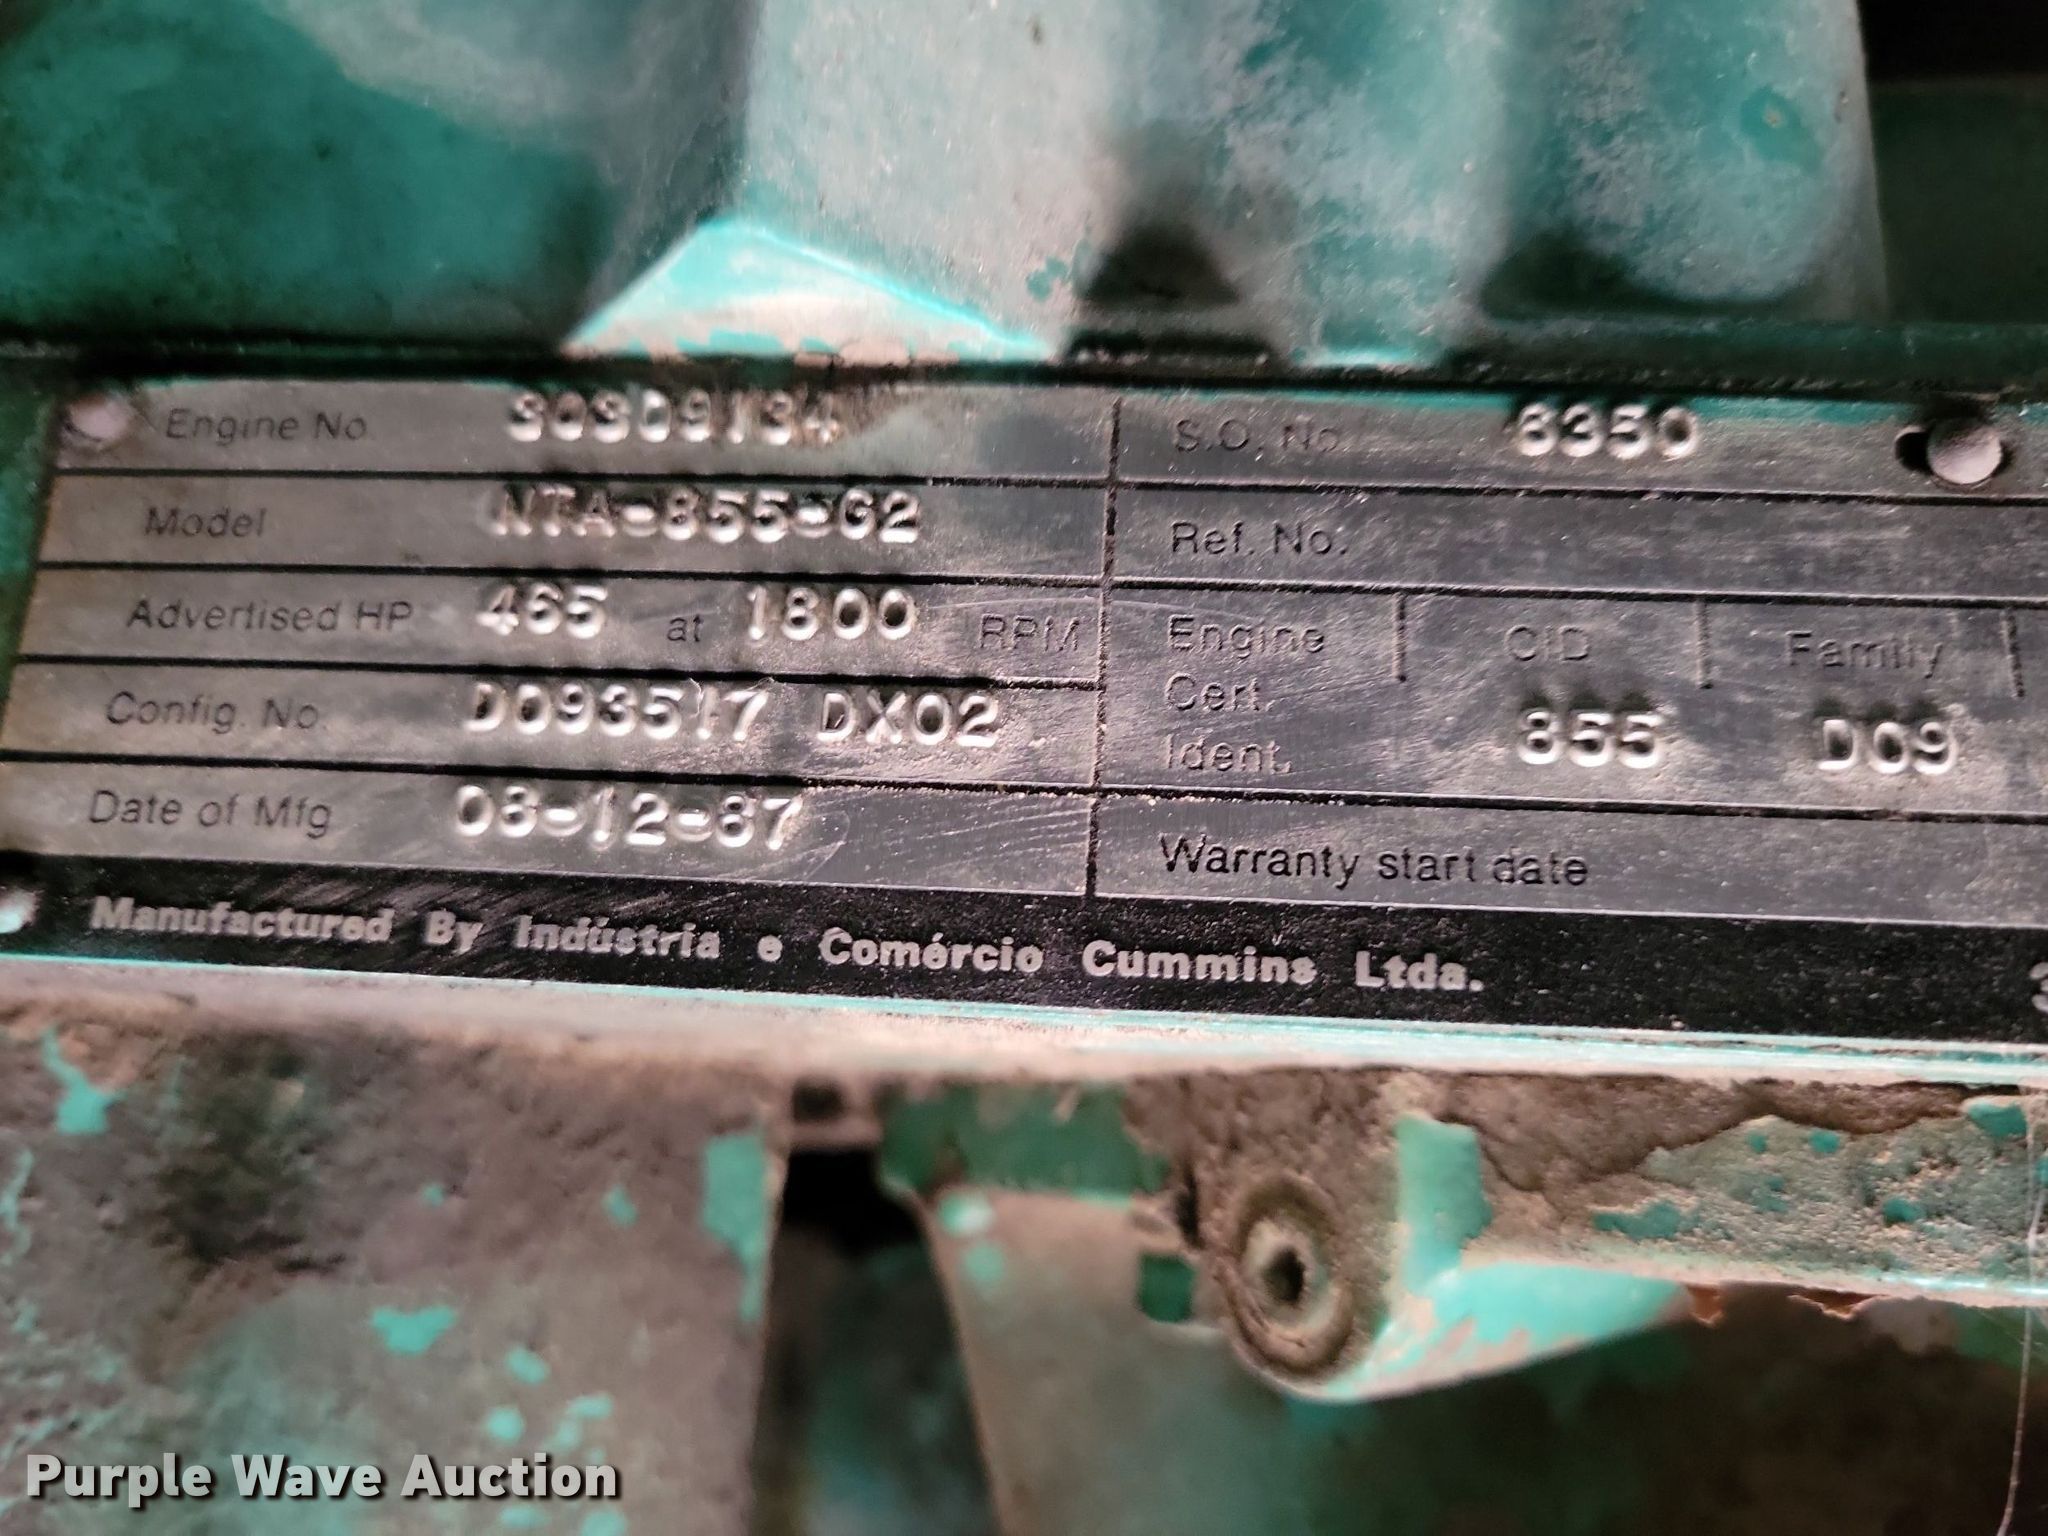 Engine No 30309134 S.O. No. 8350
Model NTA-855-G2 Ref. No.
Advertised HP 465 at 1800 RPM Engine CID Family
Config. No. D093517 DX02 Cert. 855 D09
Ident.
Date of Mfg 08-12-87 Warranty start date
Manufactured By Indústria e Comércio Cummins Ltda.
Purple Wave Auction